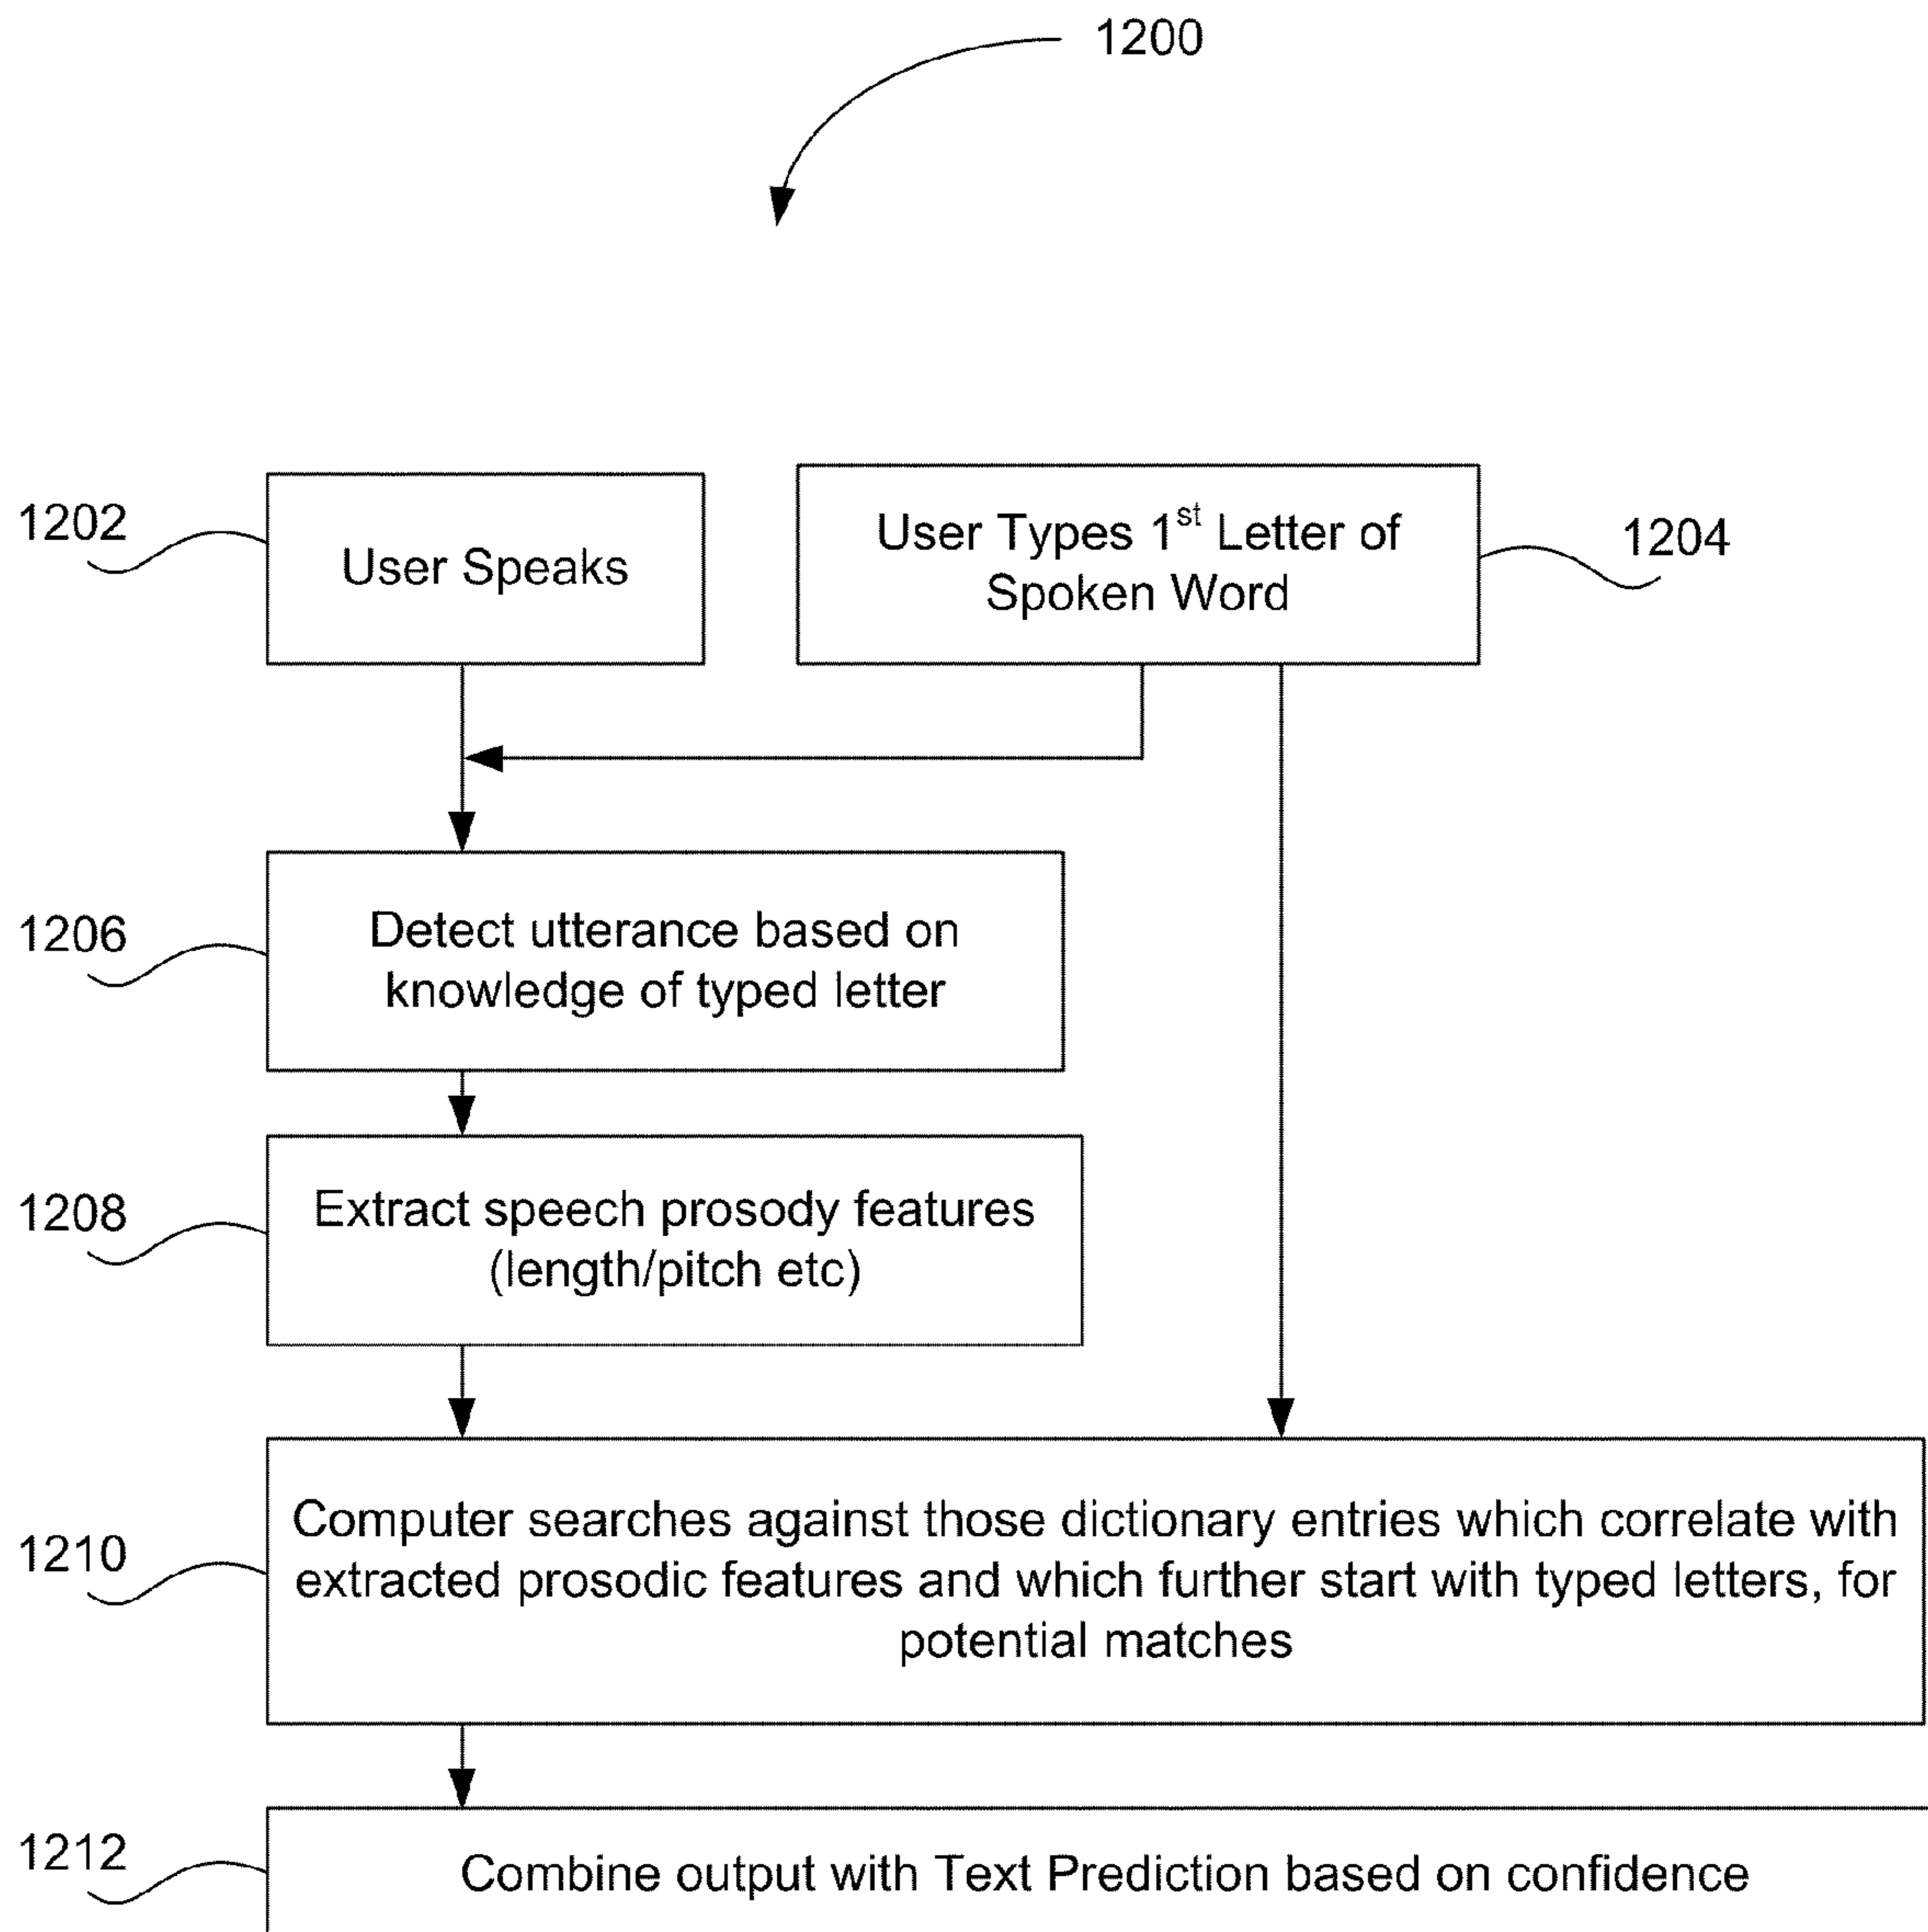 1200
1202
User Speaks
User Types 1st Letter of
Spoken Word
1204
1206
Detect utterance based on
knowledge of typed letter
1208
Extract speech prosody features
(length/pitch etc)
1210
Computer searches against those dictionary entries which correlate with
extracted prosodic features and which further start with typed letters, for
potential matches
1212
Combine output with Text Prediction based on confidence